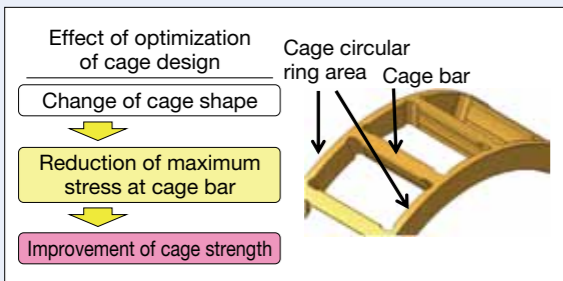 Effect of optimization
of cage design
Change of cage shape
Reduction of maximum
stress at cage bar
Improvement of cage strength
Cage circular
ring area
Cage bar